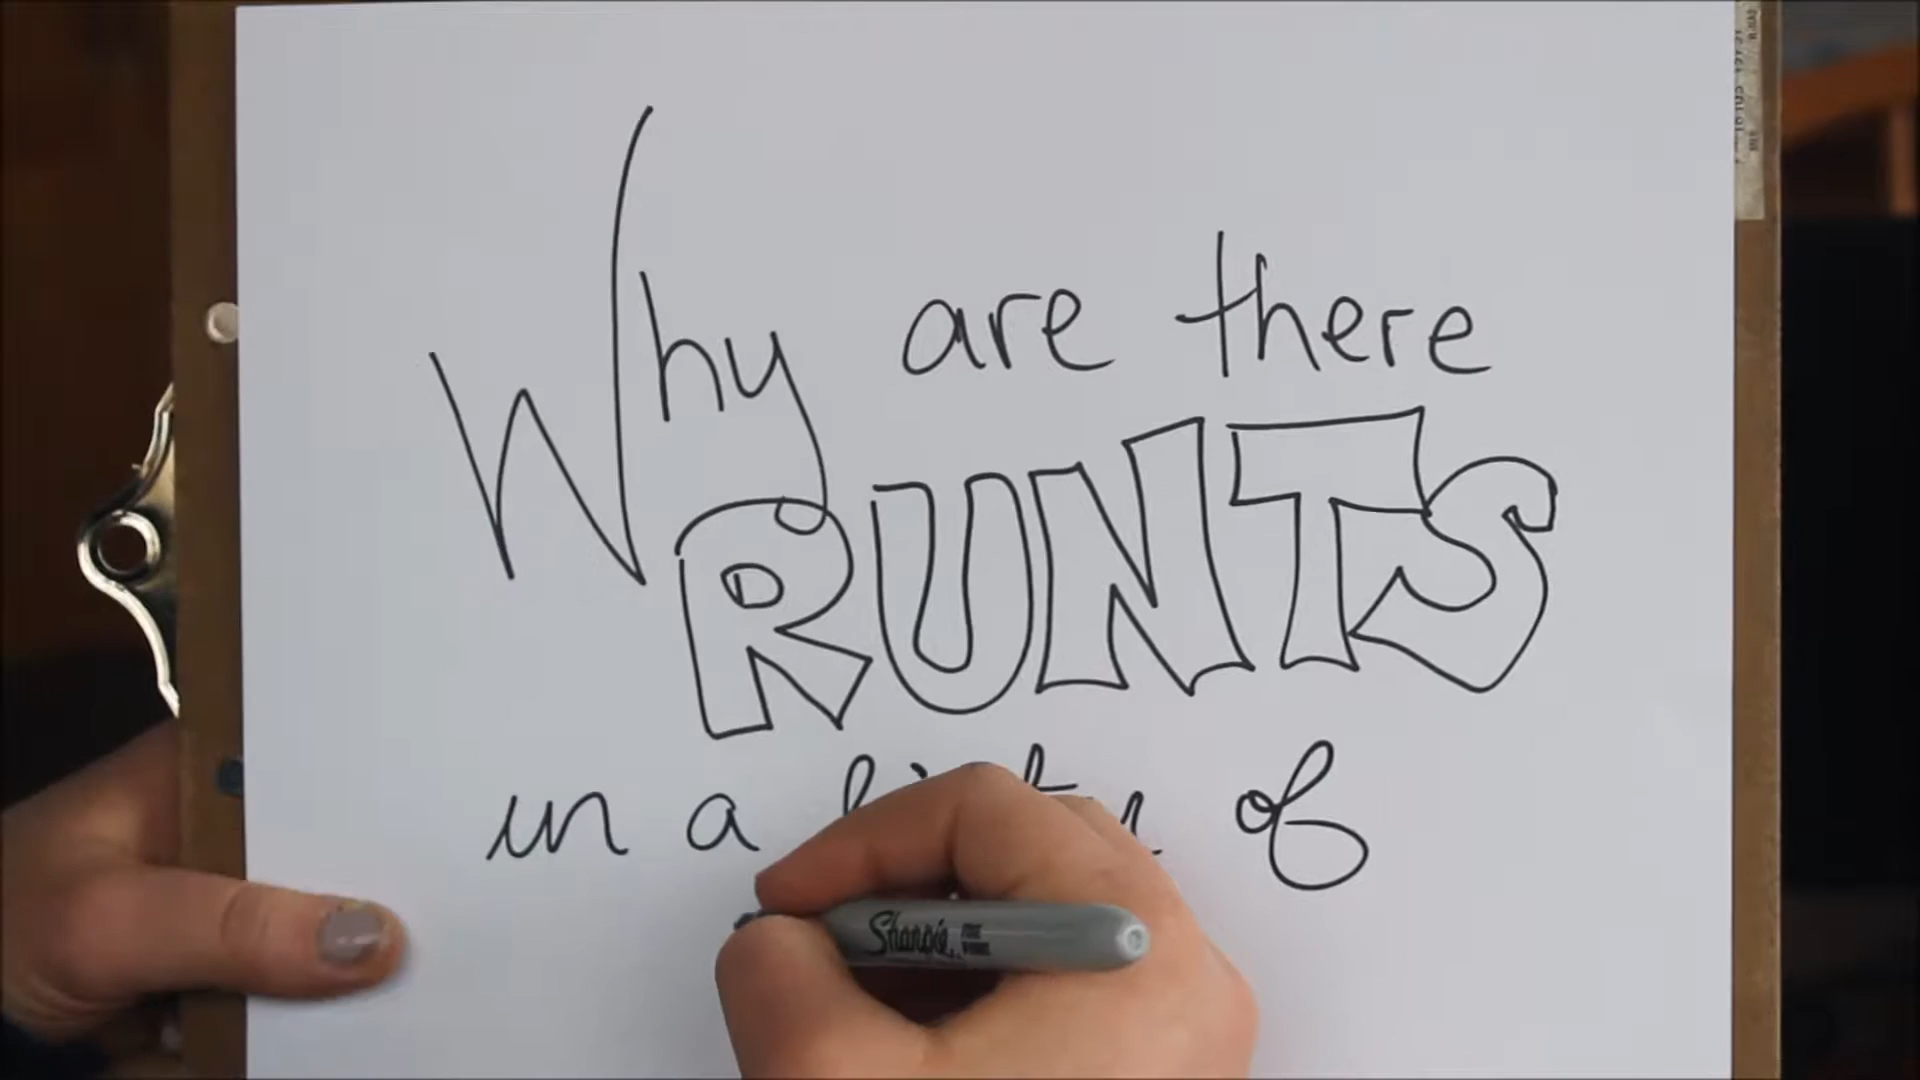 Why are there
RUNTS
in a of
Sharpie